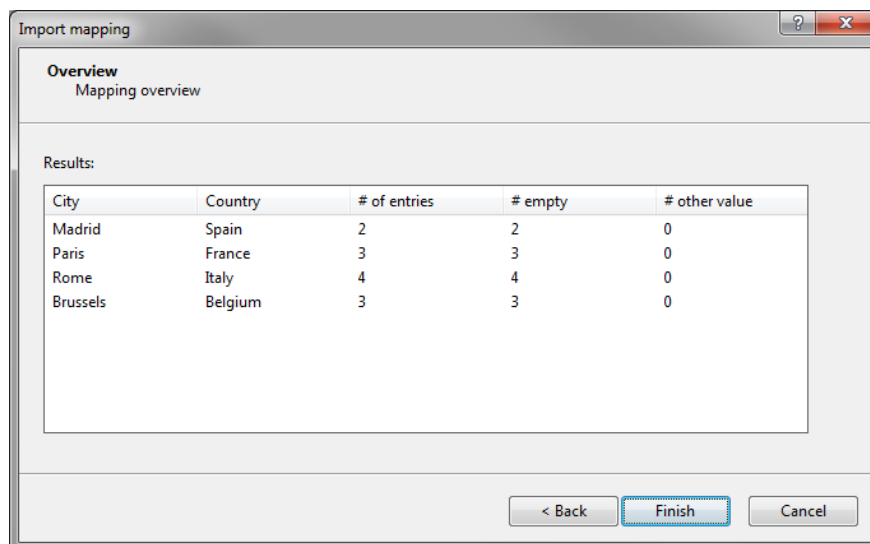 Import mapping
?
Overview
Mapping overview
Results:
City Country # of entries # empty # other value
Madrid Spain 2 2 0
Paris France 3 3 0
Rome Italy 4 4 0
Brussels Belgium 3 3 0
< Back Finish Cancel